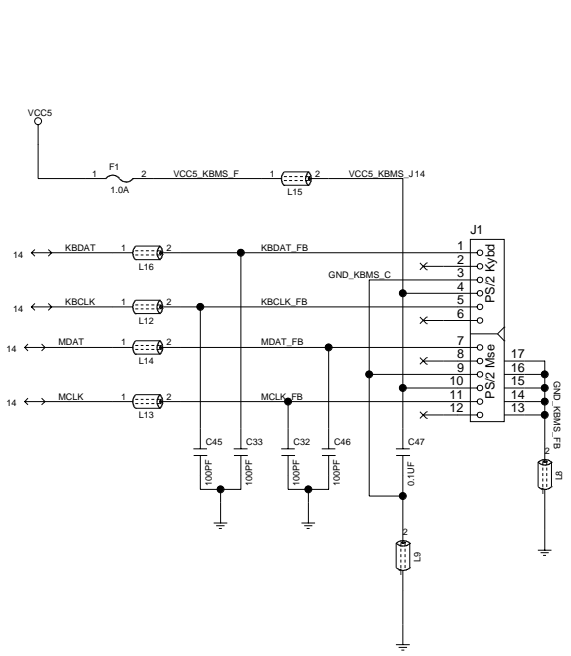 VCC5
F1
1 2 VCC5_KBMS_F 1 2 VCC5_KBMS_J14
1.0A
L15
J1
14 KBDAT 1 2 KBDAT_FB 1
L16
2
GND_KBMS_C 3
4
PS/2 Kybd
14 KBCLK 1 2 KBCLK_FB 5
L12
6
14 MDAT 1 2 MDAT_FB 7
L14
8 17
9 16
10 15
PS/2 Mse
14 MCLK 1 2 MCLK_FB 11 14
L13
12 13
GND_KBMS_FB
C45 C33 C32 C46 C47
100PF 100PF 100PF 100PF 0.1UF
2
L8
1
2
L9
1